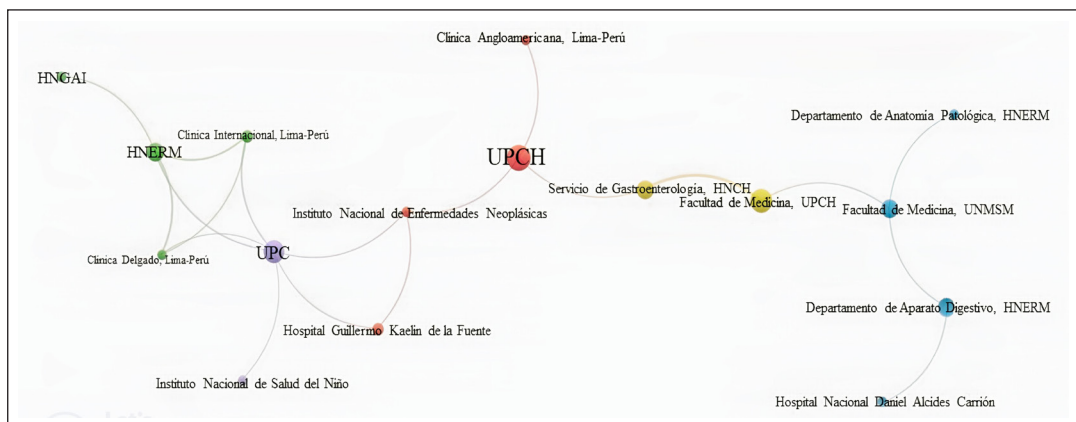 Clínica Angloamericana, Lima-Perú
HNGAI
Departamento de Anatomía Patológica, HNERM
Clínica Internacional, Lima-Perú
HNERM
UPCH
Servicio de Gastroenterología, HNCH
Facultad de Medicina, UPCH
Facultad de Medicina, UNMSM
Instituto Nacional de Enfermedades Neoplásicas
UPC
Clínica Delgado, Lima-Perú
Departamento de Aparato Digestivo, HNERM
Hospital Guillermo Kaelin de la Fuente
Instituto Nacional de Salud del Niño
Hospital Nacional Daniel Alcides Carrión